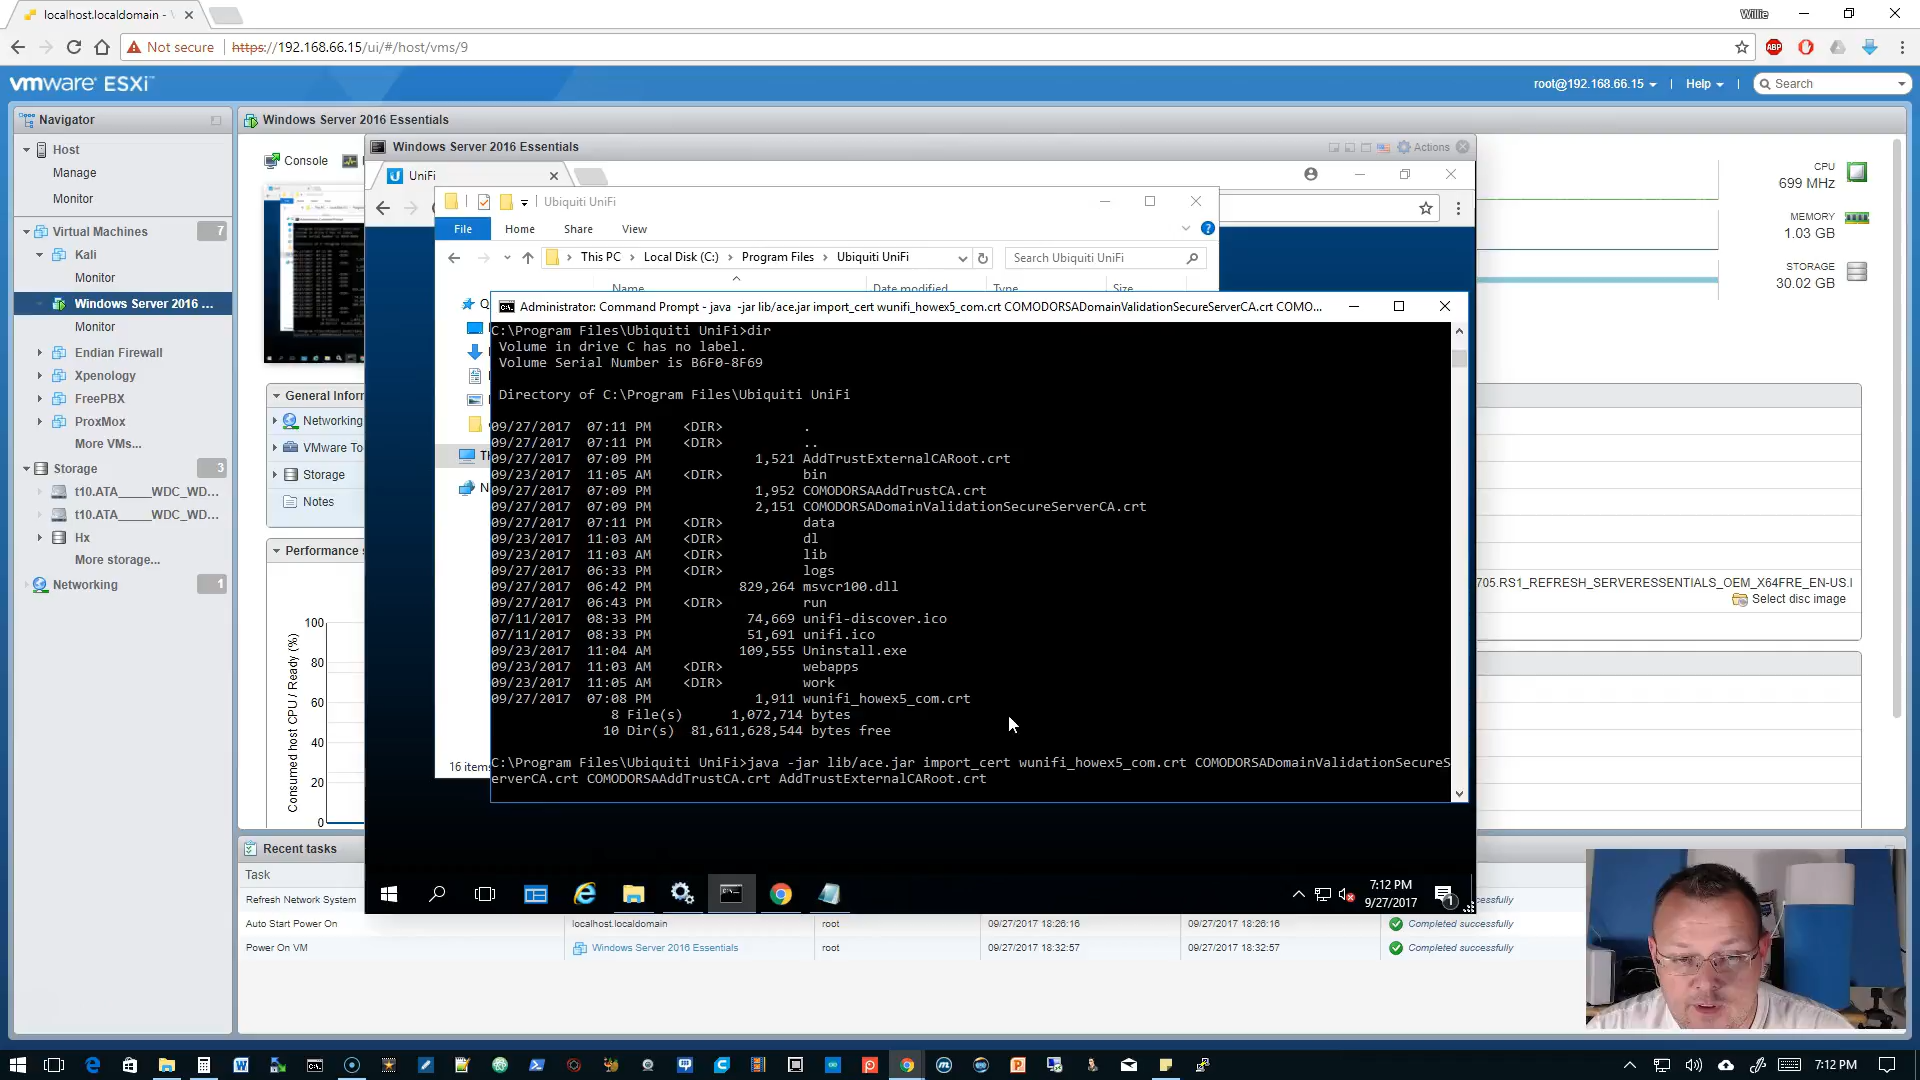 localhost.localdomain -
Willie
Not secure
https://192.168.66.15/ui/#/host/vms/9
ABP
vmware ESXi
root@192.168.66.15
Help
Search
Navigator
Host
Manage
Monitor
Virtual Machines
7
Kali
Monitor
Windows Server 2016 ...
Monitor
Endian Firewall
Xpenology
FreePBX
ProxMox
More VMs...
Storage
3
t10.ATA_____WDC_WD...
t10.ATA_____WDC_WD...
Hx
More storage...
Networking
1
Windows Server 2016 Essentials
Console
CPU
699 MHz
MEMORY
1.03 GB
STORAGE
30.02 GB
General Inform
Networking
VMware To
Storage
Notes
705.RS1_REFRESH_SERVERESSENTIALS_OEM_X64FRE_EN-US.I
Select disc image
Performance s
Consumed host CPU / Ready (%)
100
80
60
40
20
0
Windows Server 2016 Essentials
Actions
UniFi
Ubiquiti UniFi
File
Home
Share
View
This PC
Local Disk (C:)
Program Files
Ubiquiti UniFi
Search Ubiquiti UniFi
Name
Date modified
Type
Size
16 items
Administrator: Command Prompt - java -jar lib/ace.jar import_cert wunifi_howex5_com.crt COMODORSADomainValidationSecureServerCA.crt COMO...
C:\Program Files\Ubiquiti UniFi>dir
Volume in drive C has no label.
Volume Serial Number is B6F0-8F69
Directory of C:\Program Files\Ubiquiti UniFi
09/27/2017 07:11 PM <DIR> .
09/27/2017 07:11 PM <DIR> ..
09/27/2017 07:09 PM 1,521 AddTrustExternalCARoot.crt
09/23/2017 11:05 AM <DIR> bin
09/27/2017 07:09 PM 1,952 COMODORSAAddTrustCA.crt
09/27/2017 07:09 PM 2,151 COMODORSADomainValidationSecureServerCA.crt
09/27/2017 07:11 PM <DIR> data
09/23/2017 11:03 AM <DIR> dl
09/23/2017 11:03 AM <DIR> lib
09/27/2017 06:33 PM <DIR> logs
09/27/2017 06:42 PM 829,264 msvcr100.dll
09/27/2017 06:43 PM <DIR> run
07/11/2017 08:33 PM 74,669 unifi-discover.ico
07/11/2017 08:33 PM 51,691 unifi.ico
09/23/2017 11:04 AM 109,555 Uninstall.exe
09/23/2017 11:03 AM <DIR> webapps
09/23/2017 11:05 AM <DIR> work
09/27/2017 07:08 PM 1,911 wunifi_howex5_com.crt
8 File(s) 1,072,714 bytes
10 Dir(s) 81,611,628,544 bytes free
C:\Program Files\Ubiquiti UniFi>java -jar lib/ace.jar import_cert wunifi_howex5_com.crt COMODORSADomainValidationSecureS
erverCA.crt COMODORSAAddTrustCA.crt AddTrustExternalCARoot.crt
7:12 PM
9/27/2017
1
Recent tasks
Task
Refresh Network System
ssfully
Auto Start Power On
localhost.localdomain
root
09/27/2017 18:26:16
09/27/2017 18:26:16
Completed successfully
Power On VM
Windows Server 2016 Essentials
root
09/27/2017 18:32:57
09/27/2017 18:32:57
Completed successfully
7:12 PM